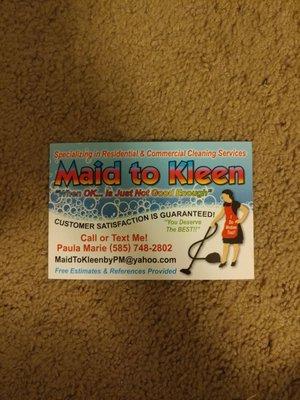 Specializing in Residential & Commercial Cleaning Services
Maid to Kleen
"When OK... Is Just Not Good Enough"
CUSTOMER SATISFACTION IS GUARANTEED!
"You Deserve
The BEST!!"
Call or Text Me!
Paula Marie (585) 748-2802
MaidToKleenbyPM@yahoo.com
Free Estimates & References Provided